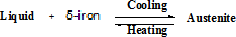 Cooling
Liquid + δ-iron Austenite
Heating